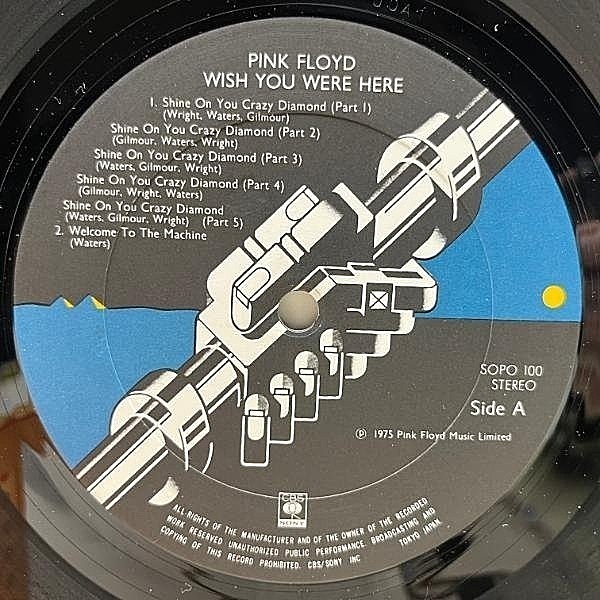 PINK FLOYD
WISH YOU WERE HERE
1. Shine On You Crazy Diamond (Part 1)
(Wright, Waters, Gilmour)
Shine On You Crazy Diamond (Part 2)
(Gilmour, Waters, Wright)
Shine On You Crazy Diamond (Part 3)
(Waters, Gilmour, Wright)
Shine On You Crazy Diamond (Part 4)
(Gilmour, Wright, Waters)
Shine On You Crazy Diamond
(Waters, Gilmour, Wright) (Part 5)
2. Welcome To The Machine
(Waters)
SOPO 100
STEREO
Side A
℗ 1975 Pink Floyd Music Limited
CBS
SONY
ALL RIGHTS OF THE MANUFACTURER AND OF THE OWNER OF THE RECORDED
WORK RESERVED UNAUTHORIZED PUBLIC PERFORMANCE. BROADCASTING AND
COPYING OF THIS RECORD PROHIBITED. CBS/SONY INC TOKYO JAPAN